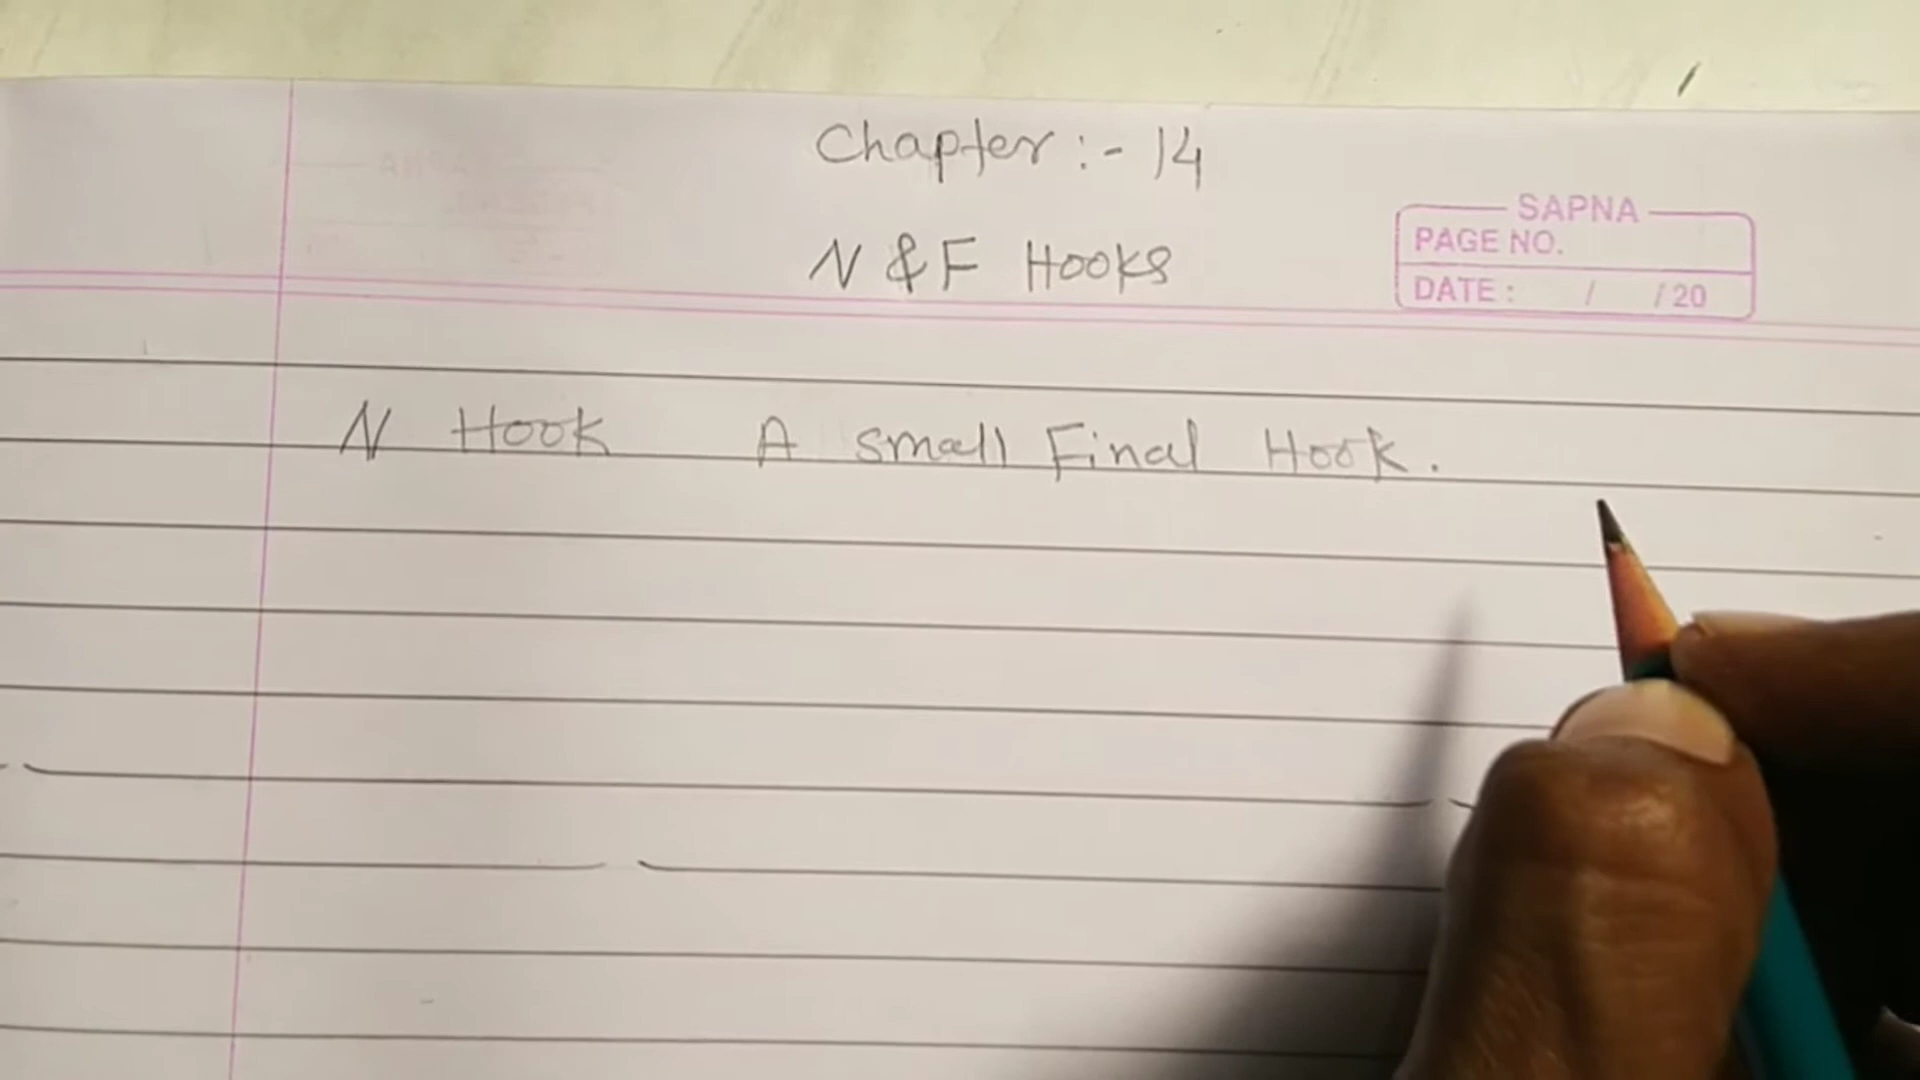 Chapter :- 14
N & F Hooks
SAPNA
PAGE NO.
DATE : / / 20
N Hook A small Final Hook.